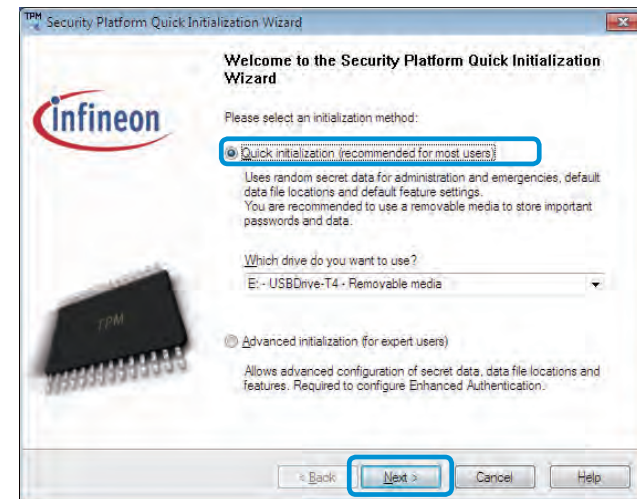 TPM Security Platform Quick Initialization Wizard
Welcome to the Security Platform Quick Initialization
Wizard
infineon
Please select an initialization method:
Quick initialization (recommended for most users)
Uses random secret data for administration and emergencies, default
data file locations and default feature settings.
You are recommended to use a removable media to store important
passwords and data.
Which drive do you want to use?
E: - USBDrive-T4 - Removable media
TPM
Advanced initialization (for expert users)
Allows advanced configuration of secret data, data file locations and
features. Required to configure Enhanced Authentication.
< Back Next > Cancel Help